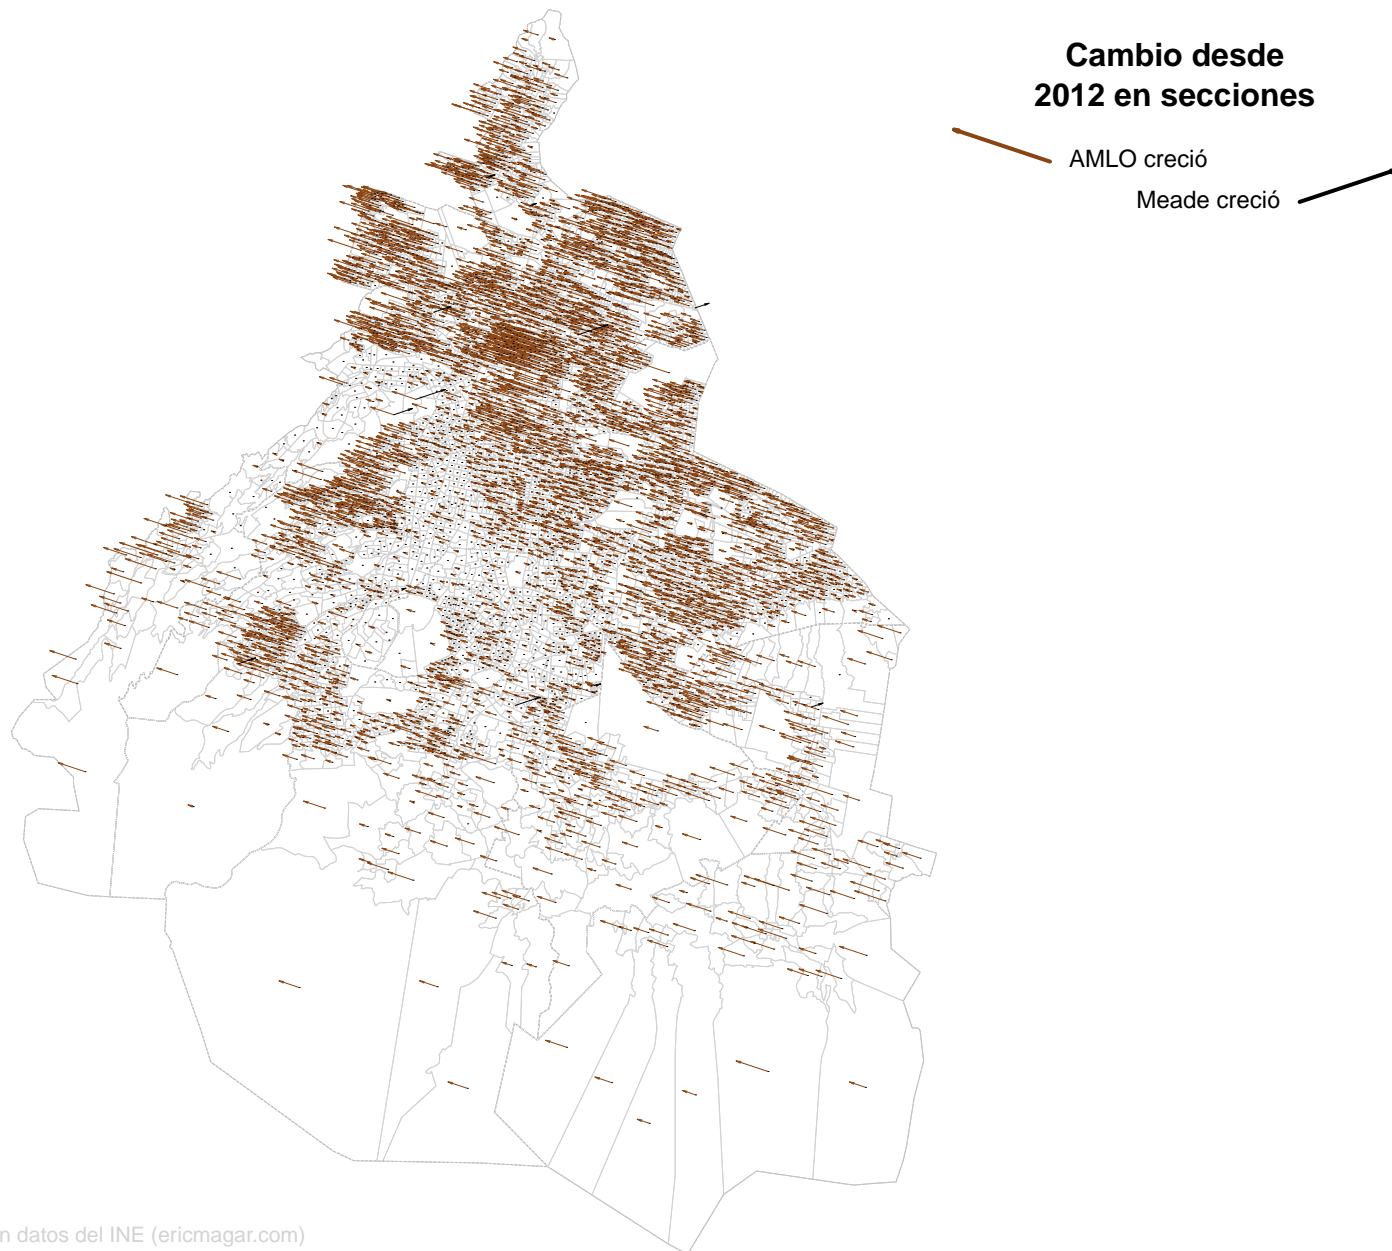 Cambio desde
2012 en secciones
AMLO creció
Meade creció
n datos del INE (ericmagar.com)